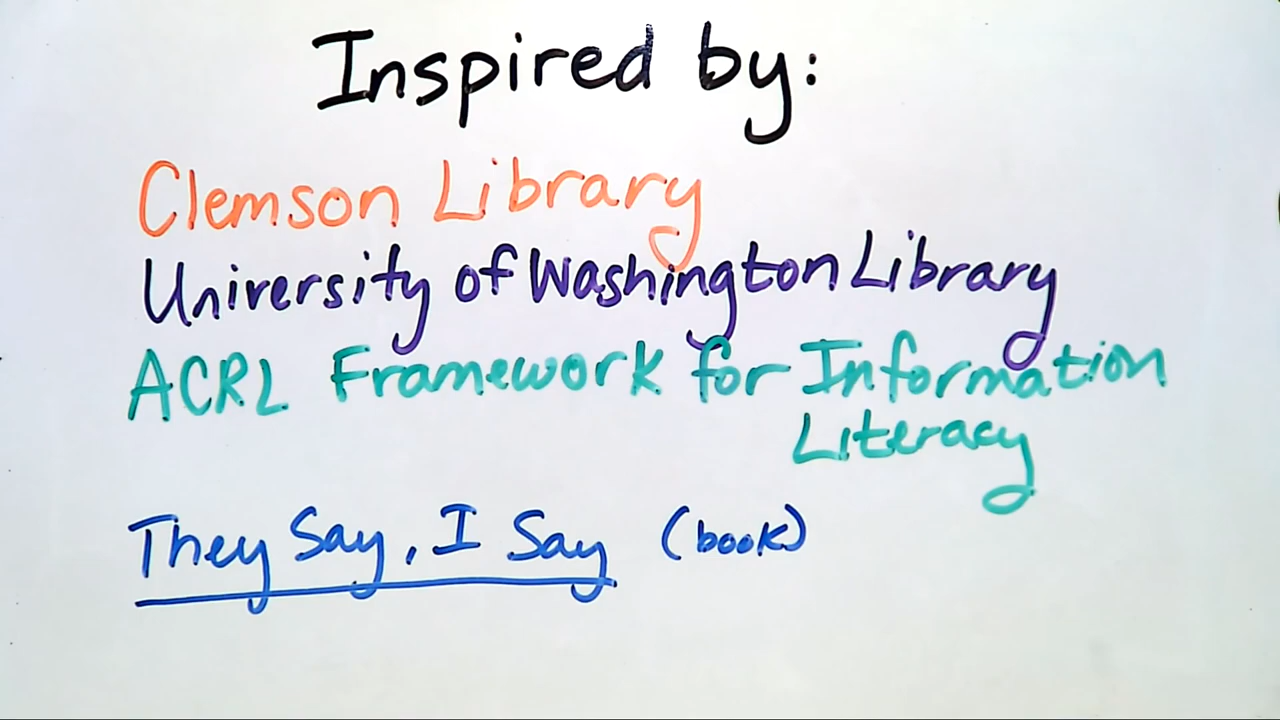 Inspired by:
Clemson Library
University of Washington Library
ACRL Framework for Information
Literacy
They Say, I Say (book)